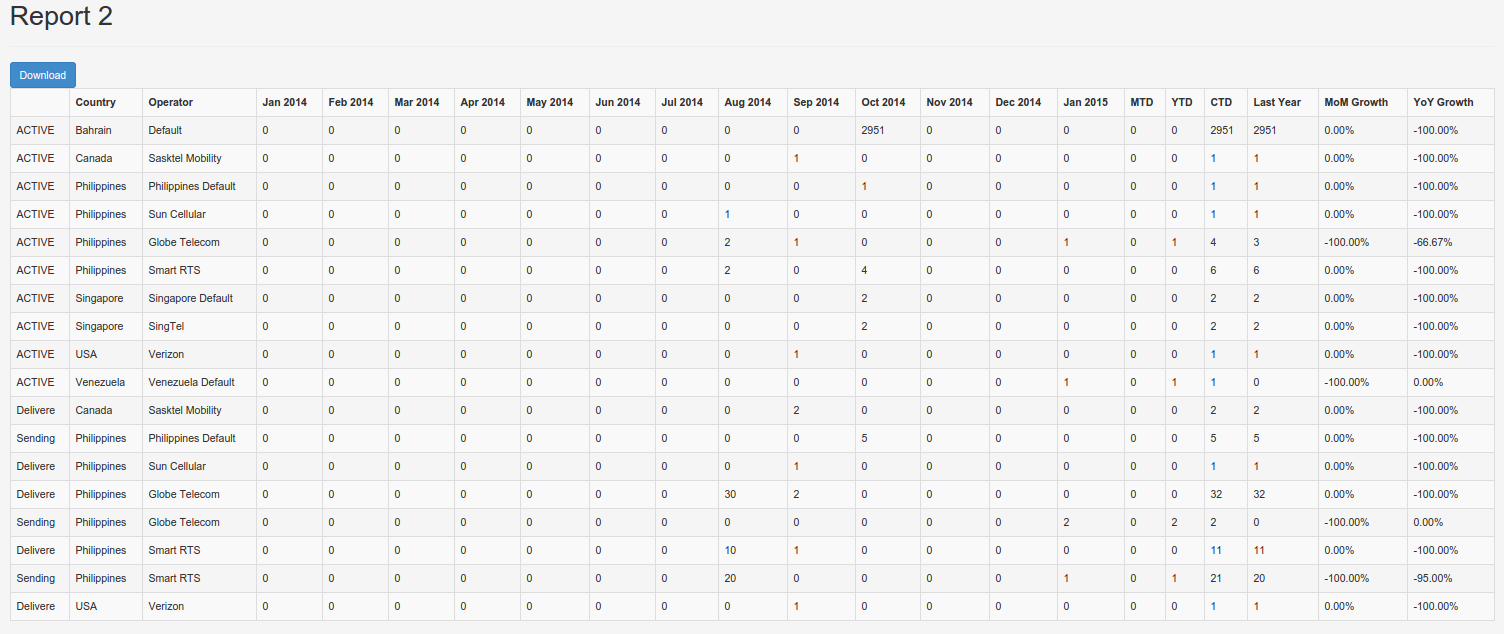 Report 2
Download
Country Operator Jan 2014 Feb 2014 Mar 2014 Apr 2014 May 2014 Jun 2014 Jul 2014 Aug 2014 Sep 2014 Oct 2014 Nov 2014 Dec 2014 Jan 2015 MTD YTD CTD Last Year MoM Growth YoY Growth
ACTIVE Bahrain Default 0 0 0 0 0 0 0 0 0 2951 0 0 0 0 0 2951 2951 0.00% -100.00%
ACTIVE Canada Sasktel Mobility 0 0 0 0 0 0 0 0 1 0 0 0 0 0 0 1 1 0.00% -100.00%
ACTIVE Philippines Philippines Default 0 0 0 0 0 0 0 0 0 1 0 0 0 0 0 1 1 0.00% -100.00%
ACTIVE Philippines Sun Cellular 0 0 0 0 0 0 0 1 0 0 0 0 0 0 0 1 1 0.00% -100.00%
ACTIVE Philippines Globe Telecom 0 0 0 0 0 0 0 2 1 0 0 0 1 0 1 4 3 -100.00% -66.67%
ACTIVE Philippines Smart RTS 0 0 0 0 0 0 0 2 0 4 0 0 0 0 0 6 6 0.00% -100.00%
ACTIVE Singapore Singapore Default 0 0 0 0 0 0 0 0 0 2 0 0 0 0 0 2 2 0.00% -100.00%
ACTIVE Singapore SingTel 0 0 0 0 0 0 0 0 0 2 0 0 0 0 0 2 2 0.00% -100.00%
ACTIVE USA Verizon 0 0 0 0 0 0 0 0 1 0 0 0 0 0 0 1 1 0.00% -100.00%
ACTIVE Venezuela Venezuela Default 0 0 0 0 0 0 0 0 0 0 0 0 1 0 1 1 0 -100.00% 0.00%
Delivere Canada Sasktel Mobility 0 0 0 0 0 0 0 0 2 0 0 0 0 0 0 2 2 0.00% -100.00%
Sending Philippines Philippines Default 0 0 0 0 0 0 0 0 0 5 0 0 0 0 0 5 5 0.00% -100.00%
Delivere Philippines Sun Cellular 0 0 0 0 0 0 0 0 1 0 0 0 0 0 0 1 1 0.00% -100.00%
Delivere Philippines Globe Telecom 0 0 0 0 0 0 0 30 2 0 0 0 0 0 0 32 32 0.00% -100.00%
Sending Philippines Globe Telecom 0 0 0 0 0 0 0 0 0 0 0 0 2 0 2 2 0 -100.00% 0.00%
Delivere Philippines Smart RTS 0 0 0 0 0 0 0 10 1 0 0 0 0 0 0 11 11 0.00% -100.00%
Sending Philippines Smart RTS 0 0 0 0 0 0 0 20 0 0 0 0 1 0 1 21 20 -100.00% -95.00%
Delivere USA Verizon 0 0 0 0 0 0 0 0 1 0 0 0 0 0 0 1 1 0.00% -100.00%